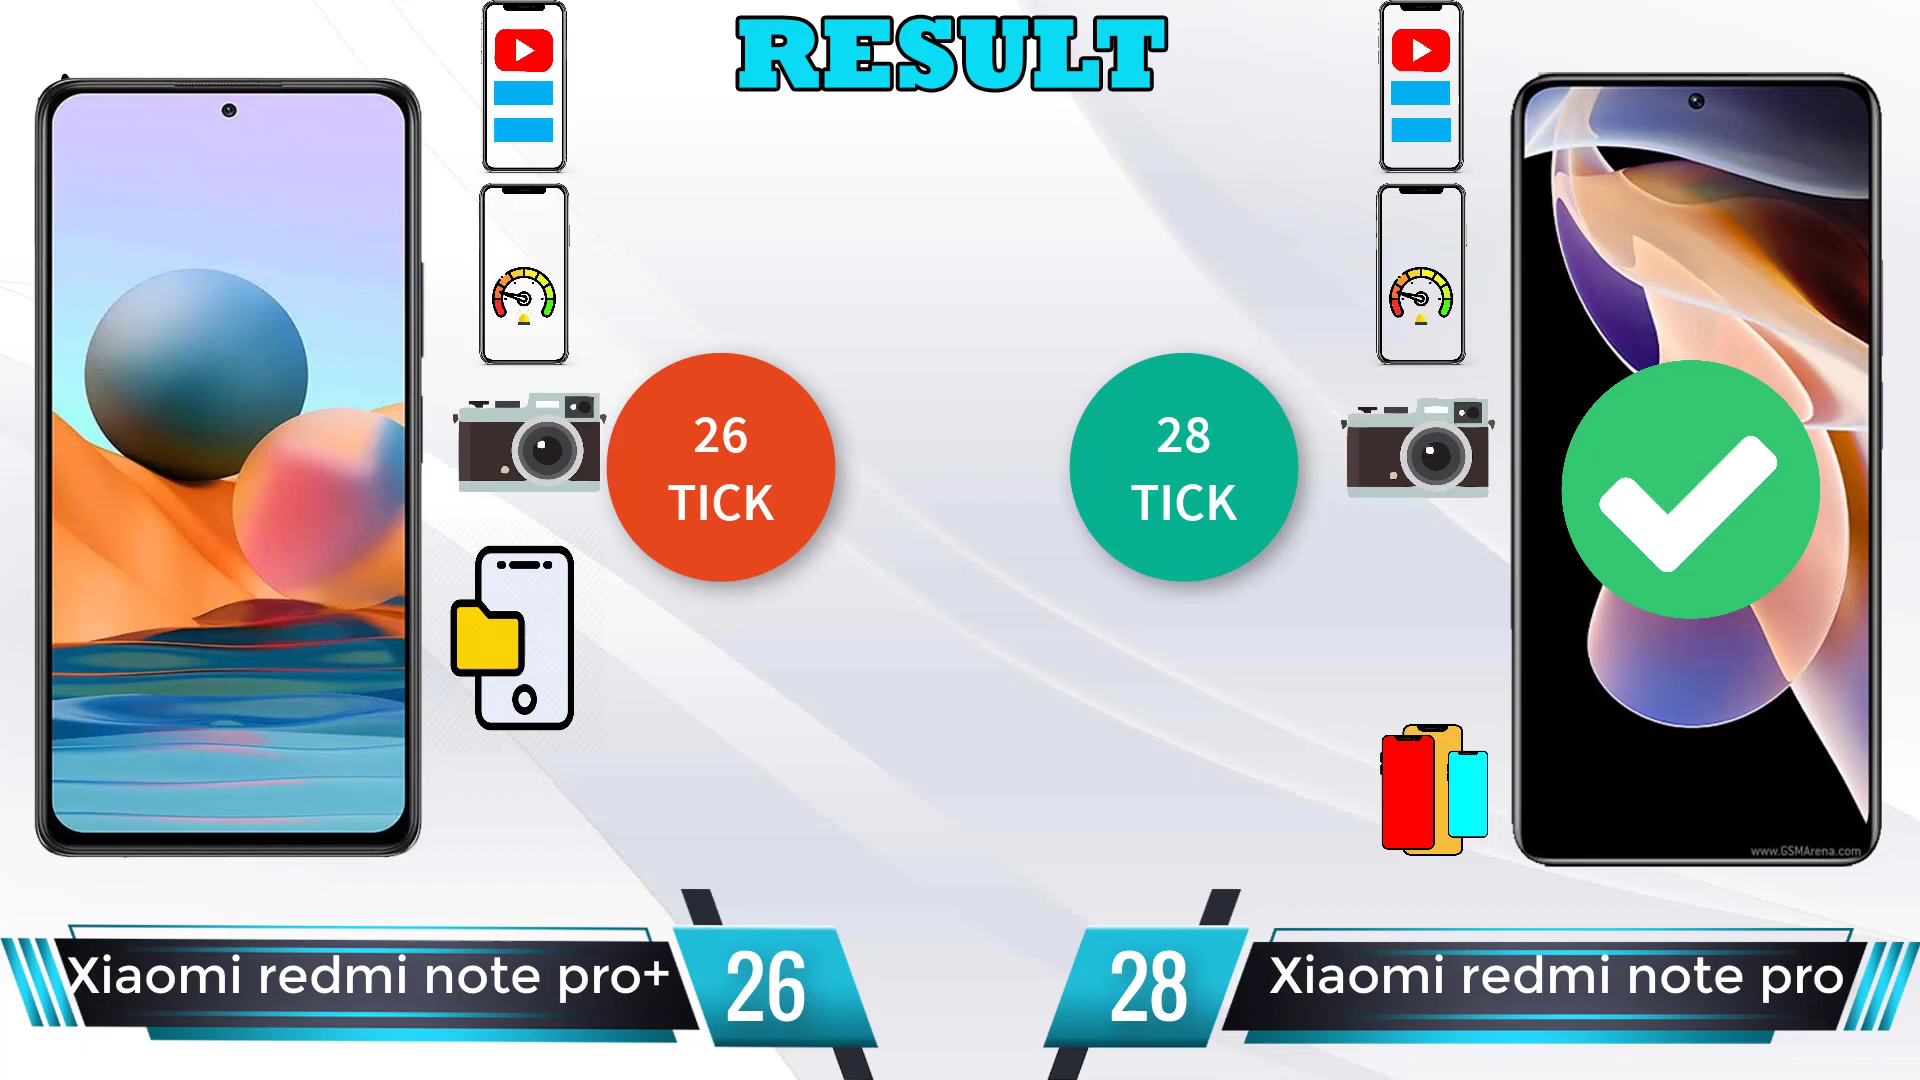 RESULT
26
TICK
28
TICK
www.GSMArena.com
Xiaomi redmi note pro+
26
28
Xiaomi redmi note pro